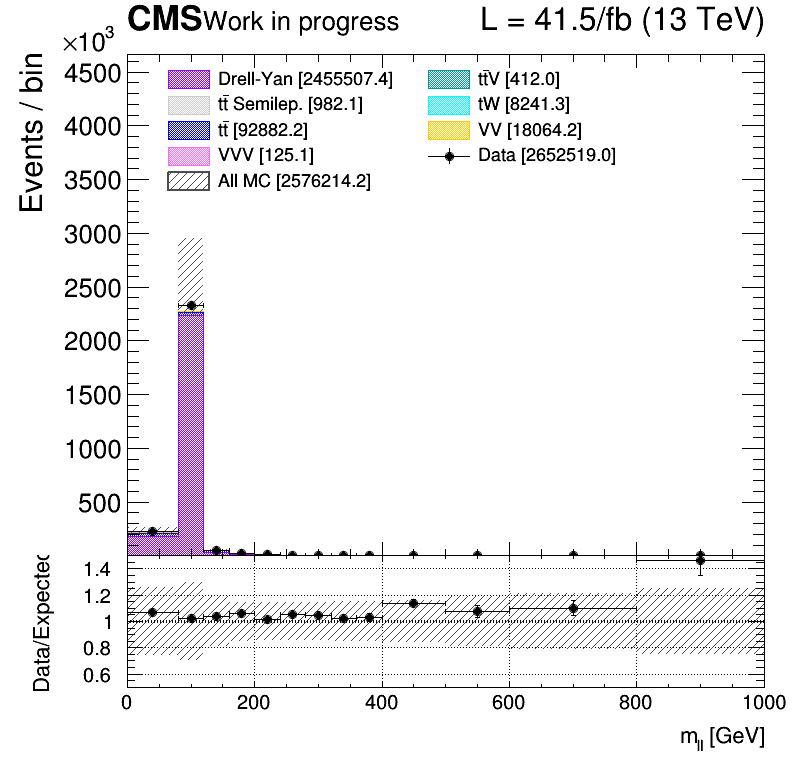 CMS Work in progress L = 41.5/fb (13 TeV)
×10³
Events / bin
4500
4000
3500
3000
2500
2000
1500
1000
500
Drell-Yan [2455507.4]
tt̄ Semilep. [982.1]
tt̄ [92882.2]
VVV [125.1]
All MC [2576214.2]
tt̄V [412.0]
tW [8241.3]
VV [18064.2]
Data [2652519.0]
Data/Expected
1.4
1.2
1
0.8
0.6
0 200 400 600 800 1000
m_ll [GeV]